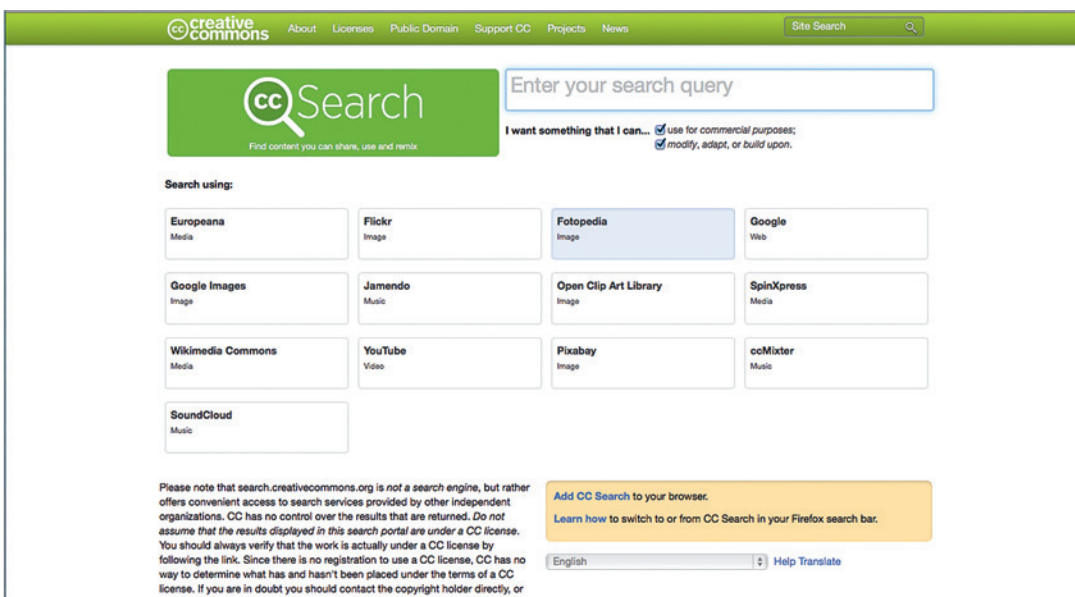 cc creative commons
About Licenses Public Domain Support CC Projects News
Site Search
cc Search
Find content you can share, use and remix
Enter your search query
I want something that I can... use for commercial purposes;
modify, adapt, or build upon.
Search using:
Europeana
Media
Flickr
Image
Fotopedia
Image
Google
Web
Google Images
Image
Jamendo
Music
Open Clip Art Library
Image
SpinXpress
Media
Wikimedia Commons
Media
YouTube
Video
Pixabay
Image
ccMixter
Music
SoundCloud
Music
Please note that search.creativecommons.org is not a search engine, but rather
offers convenient access to search services provided by other independent
organizations. CC has no control over the results that are returned. Do not
assume that the results displayed in this search portal are under a CC license.
You should always verify that the work is actually under a CC license by
following the link. Since there is no registration to use a CC license, CC has no
way to determine what has and hasn't been placed under the terms of a CC
license. If you are in doubt you should contact the copyright holder directly, or
Add CC Search to your browser.
Learn how to switch to or from CC Search in your Firefox search bar.
English
Help Translate